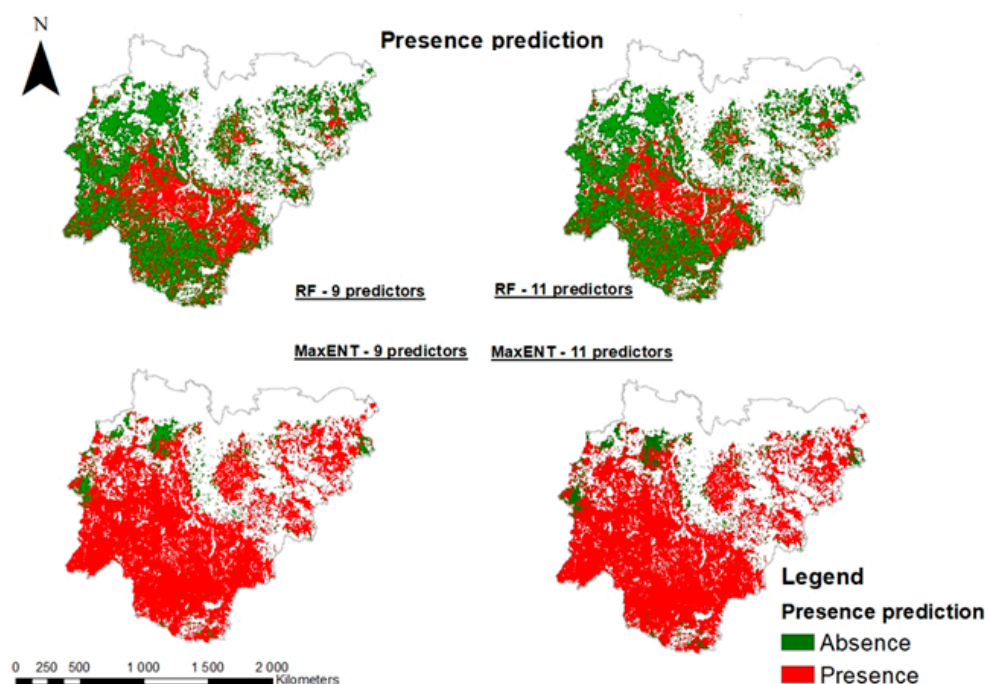 N
Presence prediction
RF - 9 predictors
RF - 11 predictors
MaxENT - 9 predictors
MaxENT - 11 predictors
Legend
Presence prediction
Absence
Presence
0 250 500 1 000 1 500 2 000
Kilometers